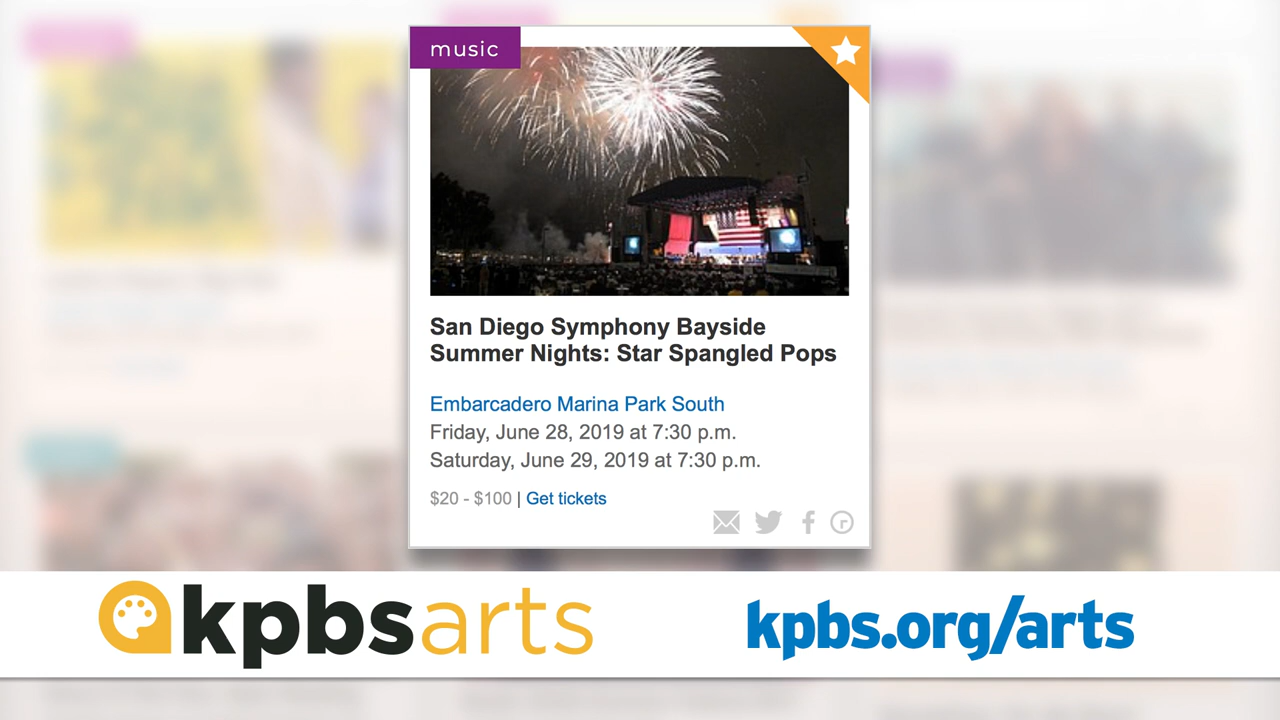 music
San Diego Symphony Bayside
Summer Nights: Star Spangled Pops
Embarcadero Marina Park South
Friday, June 28, 2019 at 7:30 p.m.
Saturday, June 29, 2019 at 7:30 p.m.
$20 - $100 | Get tickets
kpbsarts
kpbs.org/arts